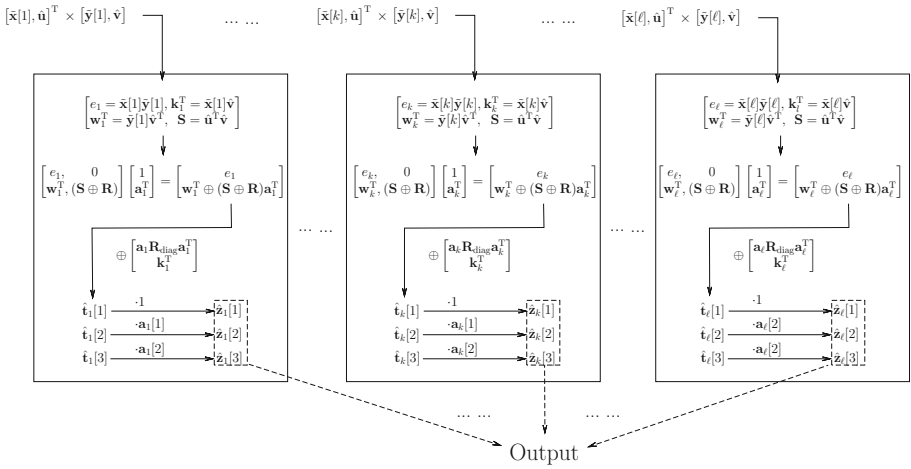 [x̄[1], û]ᵀ × [ȳ[1], v̂] ... ... [x̄[k], û]ᵀ × [ȳ[k], v̂] ... ... [x̄[ℓ], û]ᵀ × [ȳ[ℓ], v̂]
[e₁ = x̄[1]ȳ[1], k₁ᵀ = x̄[1]v̂
w₁ᵀ = ȳ[1]v̂ᵀ, S = ûᵀv̂]
[e₁, 0
w₁ᵀ, (S ⊕ R)] [1
a₁ᵀ] = [e₁
w₁ᵀ ⊕ (S ⊕ R)a₁ᵀ]
⊕ [a₁R_diag a₁ᵀ
k₁ᵀ]
t̂₁[1] ·1 ẑ₁[1]
t̂₁[2] ·a₁[1] ẑ₁[2]
t̂₁[3] ·a₁[2] ẑ₁[3]
... ...
[e_k = x̄[k]ȳ[k], k_kᵀ = x̄[k]v̂
w_kᵀ = ȳ[k]v̂ᵀ, S = ûᵀv̂]
[e_k, 0
w_kᵀ, (S ⊕ R)] [1
a_kᵀ] = [e_k
w_kᵀ ⊕ (S ⊕ R)a_kᵀ]
⊕ [a_kR_diag a_kᵀ
k_kᵀ]
t̂_k[1] ·1 ẑ_k[1]
t̂_k[2] ·a_k[1] ẑ_k[2]
t̂_k[3] ·a_k[2] ẑ_k[3]
... ...
[e_ℓ = x̄[ℓ]ȳ[ℓ], k_lᵀ = x̄[ℓ]v̂
w_ℓᵀ = ȳ[ℓ]v̂ᵀ, S = ûᵀv̂]
[e_ℓ, 0
w_ℓᵀ, (S ⊕ R)] [1
a_ℓᵀ] = [e_ℓ
w_ℓᵀ ⊕ (S ⊕ R)a_ℓᵀ]
⊕ [a_ℓR_diag a_ℓᵀ
k_ℓᵀ]
t̂_ℓ[1] ·1 ẑ_ℓ[1]
t̂_ℓ[2] ·a_ℓ[2] ẑ_ℓ[2]
t̂_ℓ[3] ·a_ℓ[2] ẑ_ℓ[3]
... ... ... ...
Output